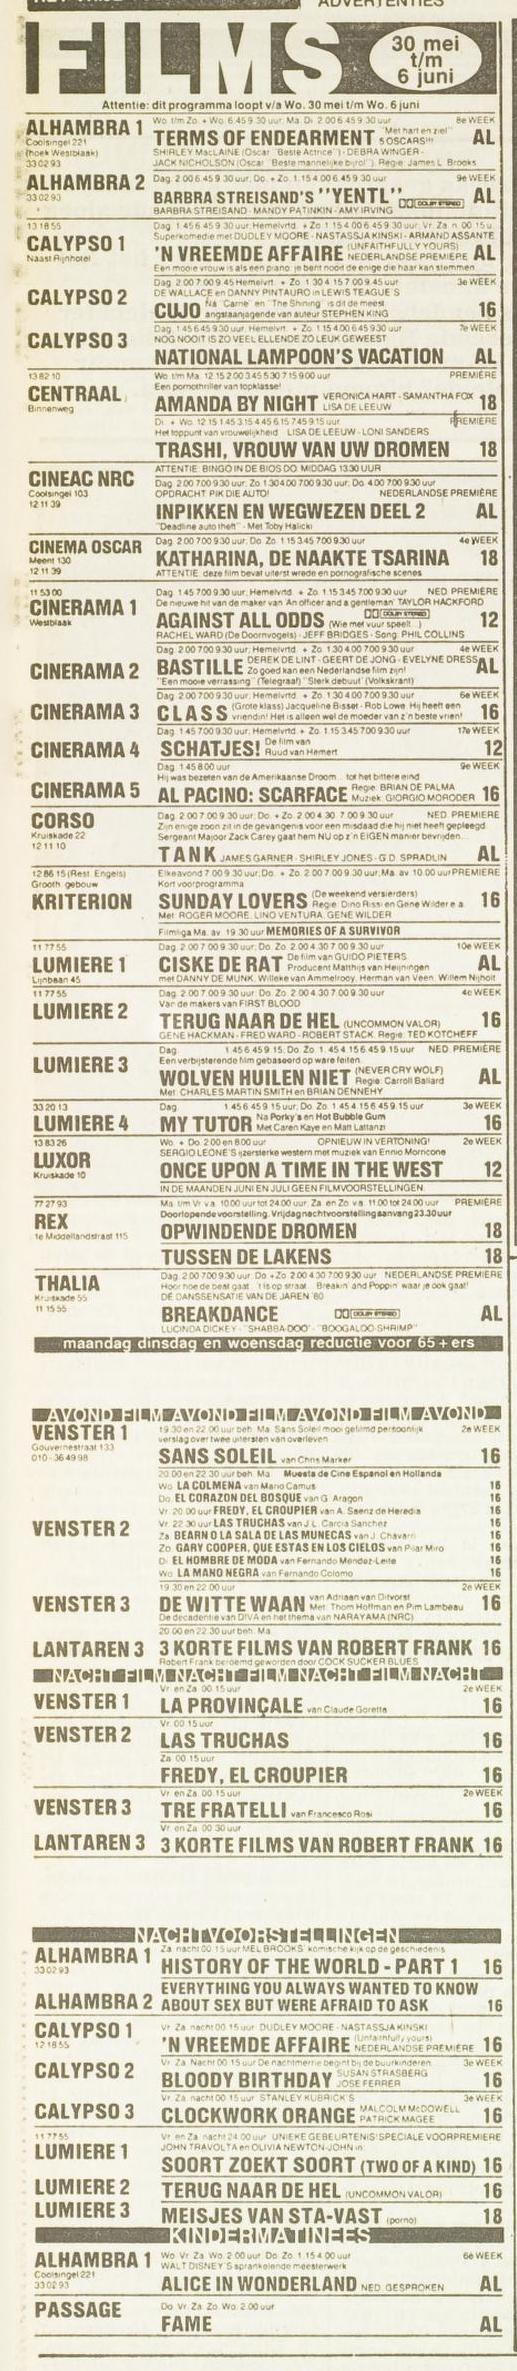 ADVERTENTIES
FILMS
30 mei
t/m
6 juni
Attentie: dit programma loopt v/a Wo. 30 mei t/m Wo. 6 juni
ALHAMBRA 1
Coolsingel 221
(hoek Westblaak)
33 02 93
Wo. t/m Zo. + Wo. 6.45 9.30 uur. Ma. Di. 2.00 6.45 9.30 uur
8e WEEK
TERMS OF ENDEARMENT "Met hart en ziel" 5 OSCARS!!! AL
SHIRLEY MacLAINE (Oscar "Beste Actrice") - DEBRA WINGER -
JACK NICHOLSON (Oscar "Beste mannelijke bijrol"). Regie: James L. Brooks
ALHAMBRA 2
33 02 93
Dag. 2.00 6.45 9.30 uur; Do. + Zo. 1.15 4.00 6.45 9.30 uur
9e WEEK
BARBRA STREISAND'S "YENTL" DOLBY STEREO AL
BARBRA STREISAND - MANDY PATINKIN - AMY IRVING
13 18 55
CALYPSO 1
Naast Rijnhotel
Dag. 1.45 6.45 9.30 uur; Hemelvrt. + Zo. 1.15 4.00 6.45 9.30 uur; Vr. Za. n. 00.15 u.
Superkomedie met DUDLEY MOORE - NASTASSJA KINSKI - ARMAND ASSANTE
'N VREEMDE AFFAIRE (UNFAITHFULLY YOURS) NEDERLANDSE PREMIÈRE AL
Een mooie vrouw is als een piano: je bent nooit de enige die haar kan stemmen
CALYPSO 2
Dag. 2.00 7.00 9.45 uur; Hemelvrt. + Zo. 1.30 4.15 7.00 9.45 uur
3e WEEK
DE WALLACE en DANNY PINTAURO in LEWIS TEAGUE'S
CUJO Na 'Carrie' en 'The Shining' is dit de meest angstaanjagende van auteur STEPHEN KING 16
CALYPSO 3
Dag. 1.45 6.45 9.30 uur; Hemelvrt. + Zo. 1.15 4.00 6.45 9.30 uur
7e WEEK
NOG NOOIT IS ZO VEEL ELLENDE ZO LEUK GEWEEST
NATIONAL LAMPOON'S VACATION AL
13 82 10
CENTRAAL
Binnenweg
Wo. t/m Ma. 12.15 2.00 3.45 5.30 7.15 9.00 uur
PREMIÈRE
Een pornothriller van topklasse!
AMANDA BY NIGHT VERONICA HART - SAMANTHA FOX LISA DE LEEUW 18
Di. + Wo. 12.15 1.45 3.15 4.45 6.15 7.45 9.15 uur
PREMIÈRE
Het toppunt van vrouwelijkheid LISA DE LEEUW - LONI SANDERS
TRASHI, VROUW VAN UW DROMEN 18
CINEAC NRC
Coolsingel 103
12 11 39
ATTENTIE: BINGO IN DE BIOS DO. MIDDAG 13.30 UUR
Dag. 2.00 7.00 9.30 uur; Zo. 1.30 4.00 7.00 9.30 uur; Do. 4.00 7.00 9.30 uur
OPDRACHT: PIK DIE AUTO! NEDERLANDSE PREMIÈRE
INPIKKEN EN WEGWEZEN DEEL 2 AL
"Deadline auto theft" - Met Toby Halicki
CINEMA OSCAR
Meent 130
12 11 39
Dag. 2.00 7.00 9.30 uur; Do. Zo. 1.15 3.45 7.00 9.30 uur
4e WEEK
KATHARINA, DE NAAKTE TSARINA 18
ATTENTIE: deze film bevat uiterst wrede en pornografische scenes
11 53 00
CINERAMA 1
Westblaak
Dag. 1.45 7.00 9.30 uur; Hemelvrtd. + Zo. 1.15 3.45 7.00 9.30 uur
NED. PREMIÈRE
De nieuwe hit van de maker van 'An officer and a gentleman' TAYLOR HACKFORD
AGAINST ALL ODDS DOLBY STEREO (Wie met vuur speelt...) 12
RACHEL WARD (De Doornvogels) - JEFF BRIDGES - Song: PHIL COLLINS
CINERAMA 2
Dag. 2.00 7.00 9.30 uur; Hemelvrtd. + Zo. 1.30 4.00 7.00 9.30 uur
4e WEEK
BASTILLE DEREK DE LINT - GEERT DE JONG - EVELYNE DRESS Zo goed kan een Nederlandse film zijn! AL
"Een mooie verrassing" (Telegraaf) "Sterk debuut" (Volkskrant)
CINERAMA 3
Dag. 2.00 7.00 9.30 uur; Hemelvrtd. + Zo. 1.30 4.00 7.00 9.30 uur
6e WEEK
CLASS (Grote klass) Jacqueline Bisset - Rob Lowe. Hij heeft een vriendin! Het is alleen wel de moeder van z'n beste vriend! 16
CINERAMA 4
Dag. 1.45 7.00 9.30 uur; Hemelvrtd. + Zo. 1.15 3.45 7.00 9.30 uur
17e WEEK
SCHATJES! De film van Ruud van Hemert 12
CINERAMA 5
Dag. 1.45 8.00 uur
9e WEEK
Hij was bezeten van de Amerikaanse Droom... tot het bittere eind
AL PACINO: SCARFACE Regie: BRIAN DE PALMA Muziek: GIORGIO MORODER 16
CORSO
Kruiskade 22
12 11 10
Dag. 2.00 7.00 9.30 uur; Do. + Zo. 2.00 4.30 7.00 9.30 uur
NED. PREMIÈRE
Zijn enige zoon zit in de gevangenis voor een misdaad die hij niet heeft gepleegd.
Sergeant Majoor Zack Carey gaat hem NU op z'n EIGEN manier bevrijden...
TANK JAMES GARNER - SHIRLEY JONES - G.D. SPRADLIN AL
12 86 15 (Rest. Engels)
Grooth. gebouw
KRITERION
Elke avond 7.00 9.30 uur; Do. + Zo. 2.00 7.00 9.30 uur; Ma. av. 10.00 uur PREMIÈRE
Kort voorprogramma
SUNDAY LOVERS (De weekend versierders) Regie: Dino Rissi en Gene Wilder e.a. 16
Met: ROGER MOORE, LINO VENTURA, GENE WILDER
Filmliga Ma. av. 19.30 uur MEMORIES OF A SURVIVOR
11 77 55
LUMIERE 1
Lijnbaan 45
Dag. 2.00 7.00 9.30 uur; Do. Zo. 2.00 4.30 7.00 9.30 uur
10e WEEK
CISKE DE RAT De film van GUIDO PIETERS Producent Matthijs van Heijningen AL
met DANNY DE MUNK, Willeke van Ammelrooy, Herman van Veen, Willem Nijholt
11 77 55
LUMIERE 2
Dag. 2.00 7.00 9.30 uur; Do. Zo. 2.00 4.30 7.00 9.30 uur
4e WEEK
Van de makers van FIRST BLOOD
TERUG NAAR DE HEL (UNCOMMON VALOR) 16
GENE HACKMAN - FRED WARD - ROBERT STACK. Regie: TED KOTCHEFF
LUMIERE 3
Dag. 1.45 6.45 9.15; Do. Zo. 1.45 4.15 6.45 9.15 uur
NED. PREMIÈRE
Een verbijsterende film gebaseerd op ware feiten.
WOLVEN HUILEN NIET (NEVER CRY WOLF) Regie: Carroll Ballard AL
Met: CHARLES MARTIN SMITH en BRIAN DENNEHY
33 20 13
LUMIERE 4
Dag. 1.45 6.45 9.15 uur; Do. Zo. 1.45 4.15 6.45 9.15 uur
3e WEEK
MY TUTOR Na Porky's en Hot Bubble Gum Met Caren Kaye en Matt Lattanzi 16
13 83 26
LUXOR
Kruiskade 10
Wo. + Do. 2.00 en 8.00 uur OPNIEUW IN VERTONING!
2e WEEK
SERGIO LEONE'S ijzersterke western met muziek van Ennio Morricone
ONCE UPON A TIME IN THE WEST 12
IN DE MAANDEN JUNI EN JULI GEEN FILMVOORSTELLINGEN.
77 27 93
REX
1e Middellandstraat 115
Ma. t/m Vr. v.a. 10.00 uur tot 24.00 uur. Za. en Zo. v.a. 11.00 tot 24.00 uur
PREMIÈRE
Doorlopende voorstelling. Vrijdagnachtvoorstelling aanvang 23.30 uur
OPWINDENDE DROMEN 18
TUSSEN DE LAKENS 18
THALIA
Kruiskade 55
11 15 55
Dag. 2.00 7.00 9.30 uur; Do. + Zo. 2.00 4.30 7.00 9.30 uur NEDERLANDSE PREMIÈRE
Hoor hoe de beat gaat. 't Is op straat. Breakin' and Poppin' waar je ook gaat!
DÉ DANSSENSATIE VAN DE JAREN '80
BREAKDANCE DOLBY STEREO AL
LUCINDA DICKEY - "SHABBA-DOO" - "BOOGALOO-SHRIMP"
maandag dinsdag en woensdag reductie voor 65+ers
AVOND FILM AVOND FILM AVOND FILM AVOND
VENSTER 1
Gouvernestraat 133
010 - 36 49 98
19.30 en 22.00 uur beh. Ma. Sans Soleil mooi gefilmd persoonlijk
2e WEEK
verslag over twee uitersten van overleven
SANS SOLEIL van Chris Marker 16
VENSTER 2
20.00 en 22.30 uur beh. Ma. Muesta de Cine Espanol en Hollanda
Wo. LA COLMENA van Mario Camus 16
Do. EL CORAZON DEL BOSQUE van G. Aragon 16
Vr. 20.00 uur FREDY, EL CROUPIER van A. Saenz de Heredia 16
Vr. 22.30 uur LAS TRUCHAS van J.L. Garcia Sanchez 16
Za. BEARN O LA SALA DE LAS MUNECAS van J. Chavarri 16
Zo. GARY COOPER, QUE ESTAS EN LOS CIELOS van Pilar Miro 16
Di. EL HOMBRE DE MODA van Fernando Mendez-Leite 16
Wo. LA MANO NEGRA van Fernando Colomo 16
VENSTER 3
19.30 en 22.00 uur
2e WEEK
DE WITTE WAAN van Adriaan van Ditvorst Met: Thom Hoffman en Pim Lambeau 16
De decadentie van DIVA en het thema van NARAYAMA (NRC)
LANTAREN 3
20.00 en 22.30 uur beh. Ma.
3 KORTE FILMS VAN ROBERT FRANK 16
Robert Frank beroemd geworden door COCK SUCKER BLUES
NACHT FILM NACHT FILM NACHT FILM NACHT
VENSTER 1
Vr. en Za. 00.15 uur
2e WEEK
LA PROVINÇALE van Claude Goretta 16
VENSTER 2
Vr. 00.15 uur
LAS TRUCHAS 16
Za. 00.15 uur
FREDY, EL CROUPIER 16
VENSTER 3
Vr. en Za. 00.15 uur
2e WEEK
TRE FRATELLI van Francesco Rosi 16
LANTAREN 3
Vr. en Za. 00.30 uur
3 KORTE FILMS VAN ROBERT FRANK 16
NACHTVOORSTELLINGEN
ALHAMBRA 1
33 02 93
Za. nacht 00.15 uur MEL BROOKS' komische kijk op de geschiedenis
HISTORY OF THE WORLD - PART 1 16
ALHAMBRA 2
EVERYTHING YOU ALWAYS WANTED TO KNOW
ABOUT SEX BUT WERE AFRAID TO ASK 16
CALYPSO 1
12 18 55
Vr. Za. nacht 00.15 uur DUDLEY MOORE - NASTASSJA KINSKI
'N VREEMDE AFFAIRE (Unfaithfully yours) NEDERLANDSE PREMIÈRE 16
CALYPSO 2
Vr. Za. Nacht 00.15 uur De nachtmerrie begint bij de buurkinderen
3e WEEK
BLOODY BIRTHDAY SUSAN STRASBERG JOSE FERRER 16
CALYPSO 3
Vr. Za. nacht 00.15 uur STANLEY KUBRICK'S
3e WEEK
CLOCKWORK ORANGE MALCOLM McDOWELL PATRICK MAGEE 16
11 77 55
LUMIERE 1
Vr. en Za. nacht 24.00 uur UNIEKE GEBEURTENIS! SPECIALE VOORPREMIERE
JOHN TRAVOLTA en OLIVIA NEWTON-JOHN in:
SOORT ZOEKT SOORT (TWO OF A KIND) 16
LUMIERE 2
TERUG NAAR DE HEL (UNCOMMON VALOR) 16
LUMIERE 3
MEISJES VAN STA-VAST (porno) 18
KINDERMATINEES
ALHAMBRA 1
Coolsingel 221
33 02 93
Wo. Vr. Za. Wo. 2.00 uur; Do. Zo. 1.15 4.00 uur
6e WEEK
WALT DISNEY'S sprankelende meesterwerk
ALICE IN WONDERLAND NED. GESPROKEN AL
PASSAGE
Do. Vr. Za. Zo. Wo. 2.00 uur
FAME AL